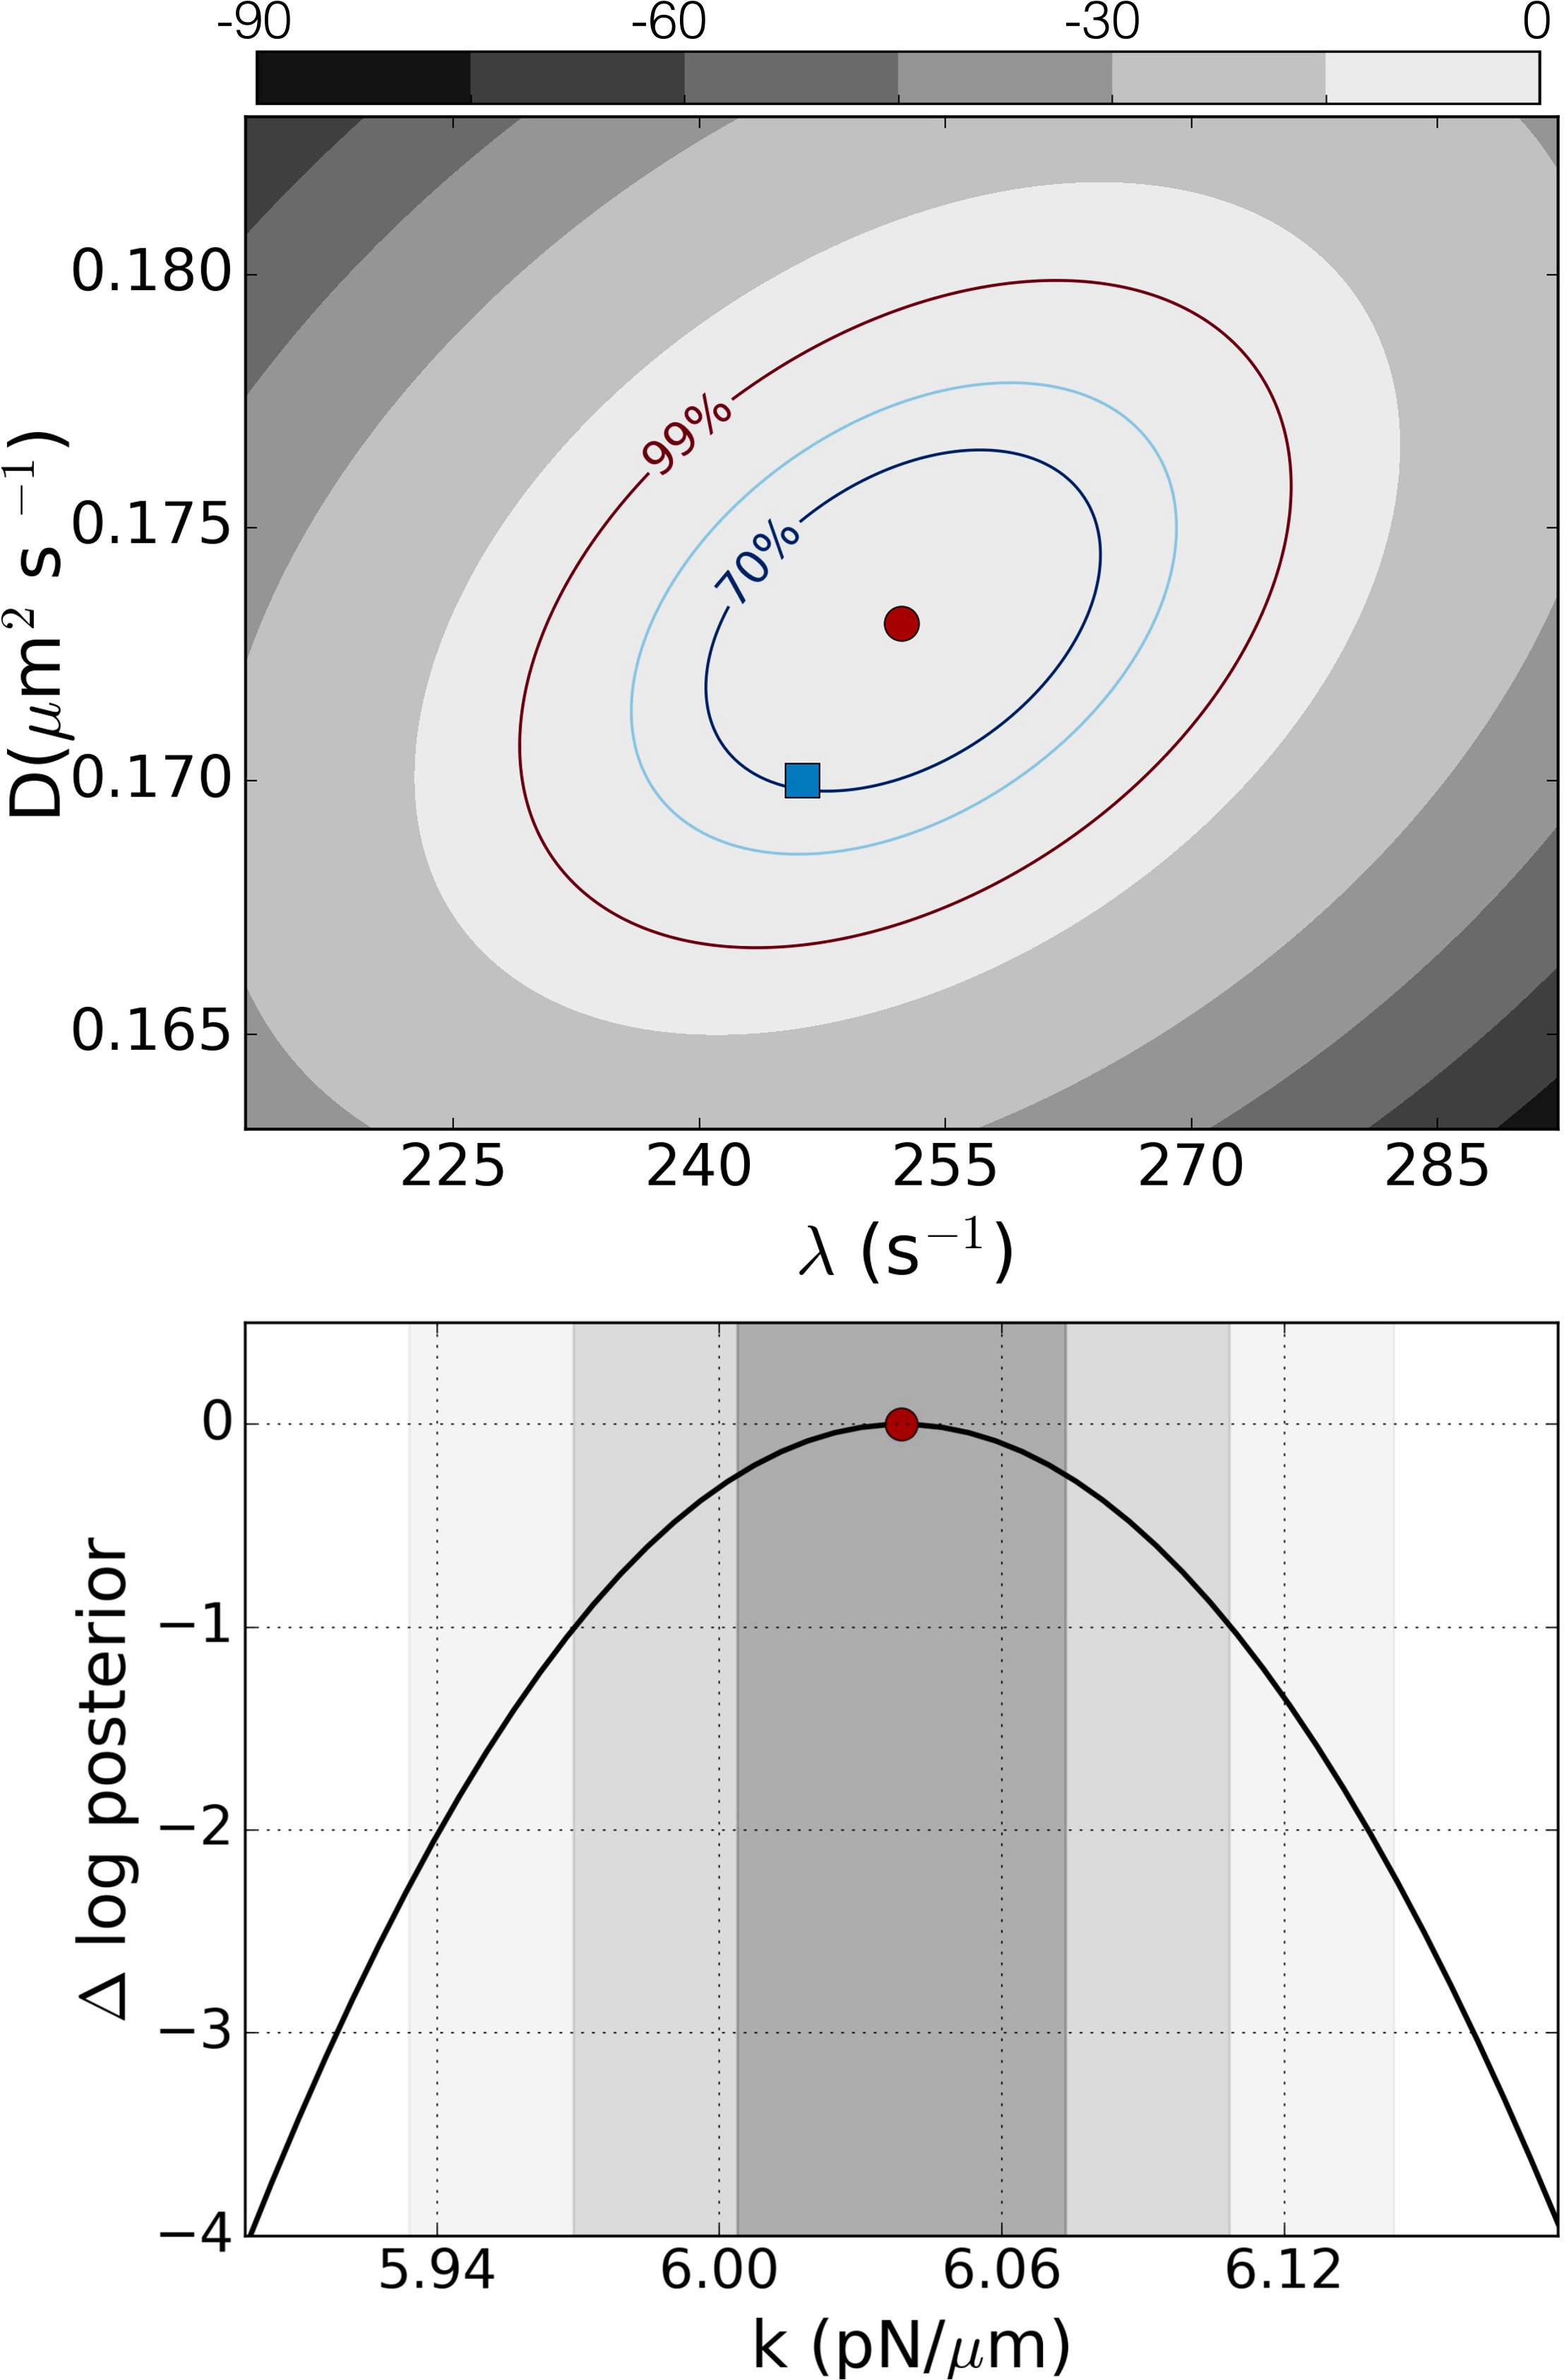 -90 -60 -30 0
0.180
0.175
0.170
0.165
D(μm² s⁻¹)
99%
70%
225 240 255 270 285
λ (s⁻¹)
0
−1
−2
−3
−4
Δ log posterior
5.94 6.00 6.06 6.12
k (pN/μm)